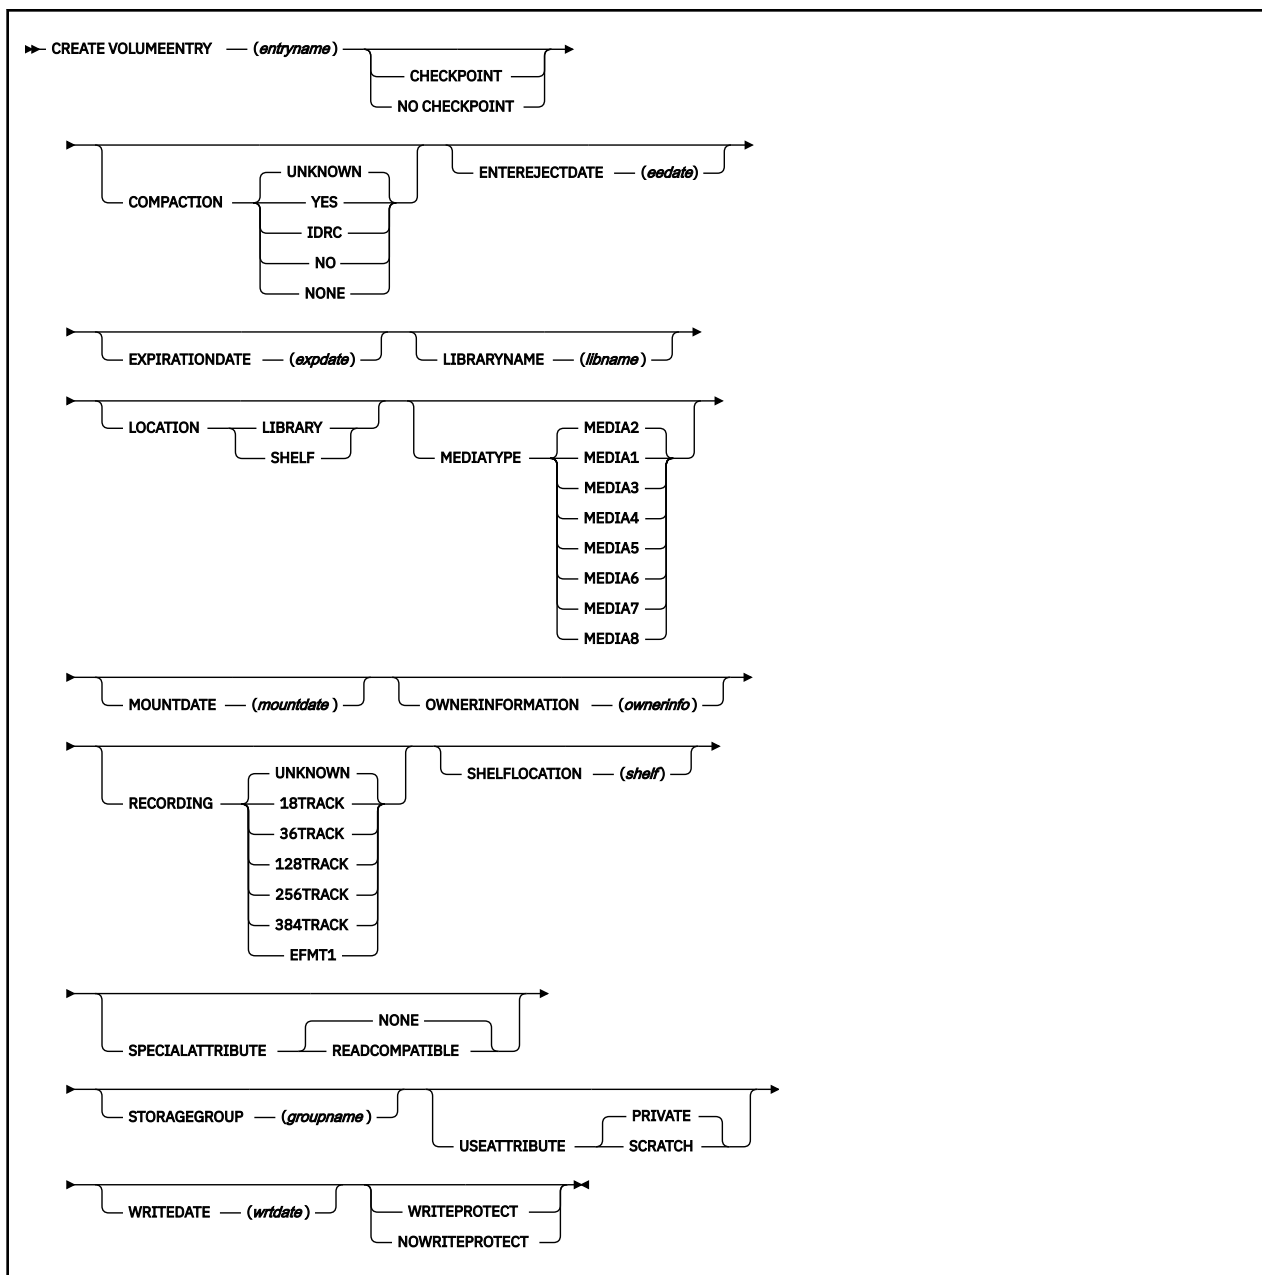 CREATE VOLUMEENTRY (entryname)
CHECKPOINT
NO CHECKPOINT
UNKNOWN ENTEREJECTDATE (eedate)
COMPACTION YES
IDRC
NO
NONE
EXPIRATIONDATE (expdate) LIBRARYNAME (libname)
LOCATION LIBRARY MEDIA2
SHELF MEDIATYPE MEDIA1
MEDIA3
MEDIA4
MEDIA5
MEDIA6
MEDIA7
MEDIA8
MOUNTDATE (mountdate) OWNERINFORMATION (ownerinfo)
UNKNOWN SHELFLOCATION (shelf)
RECORDING 18TRACK
36TRACK
128TRACK
256TRACK
384TRACK
EFMT1
NONE
SPECIALATTRIBUTE READCOMPATIBLE
STORAGEGROUP (groupname) PRIVATE
USEATTRIBUTE SCRATCH
WRITEDATE (wrtdate) WRITEPROTECT
NOWRITEPROTECT